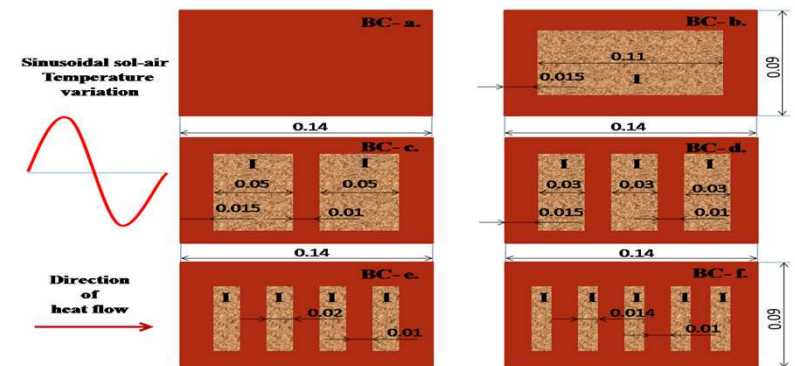 Sinusoidal sol-air
Temperature
variation
Direction
of
heat flow
BC- a.
0.14
BC- b.
0.11
0.015
I
0.09
0.14
BC- c.
I I
0.05 0.05
0.015
0.01
0.14
BC- d.
I I I
0.03 0.03 0.03
0.015
0.01
0.14
BC- e.
I I I I
0.02
0.01
BC- f.
I I I I I
0.014
0.01
0.09